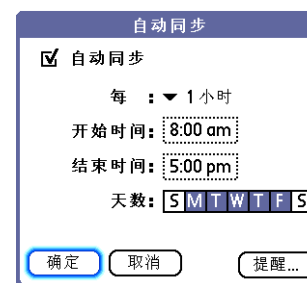 自动同步
自动同步
每 : 1 小时
开始时间: 8:00 am
结束时间: 5:00 pm
天数: S M T W T F S
确定 取消 提醒...